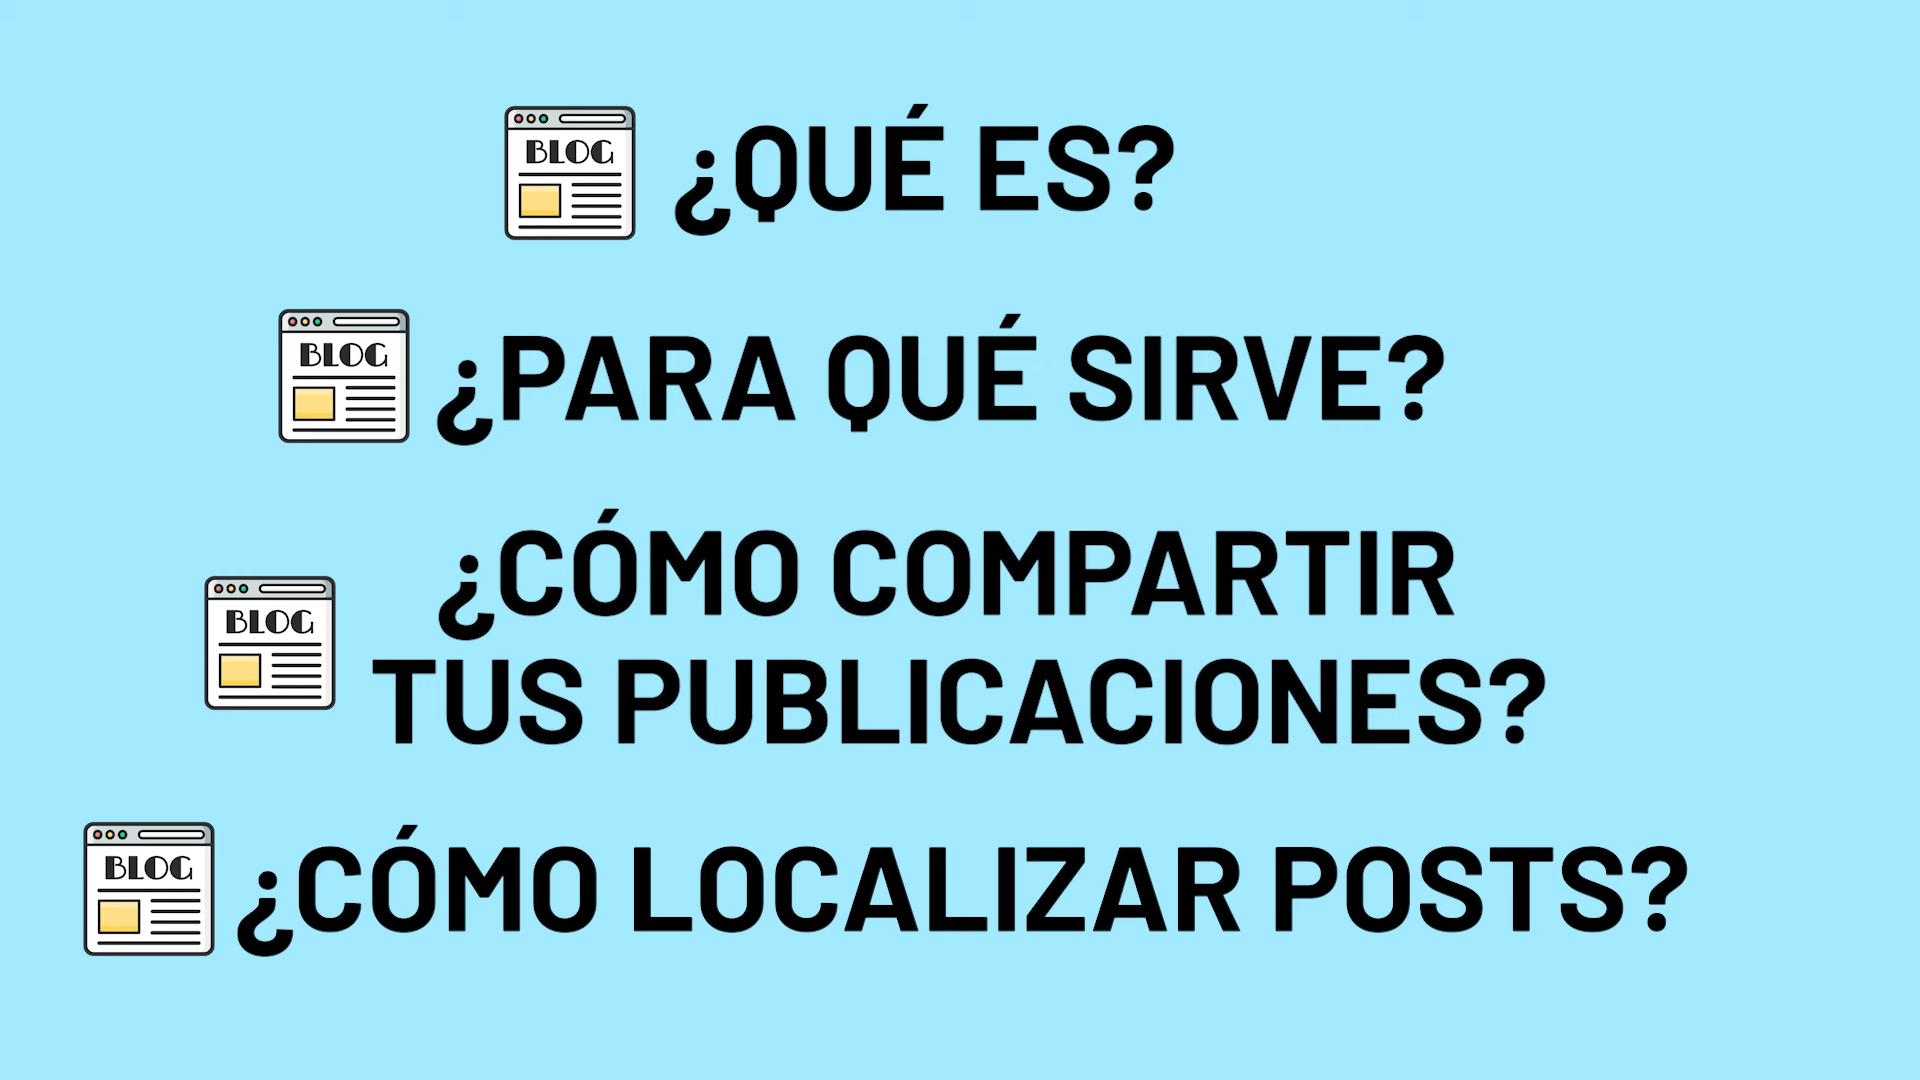 BLOG ¿QUÉ ES?
BLOG ¿PARA QUÉ SIRVE?
¿CÓMO COMPARTIR
BLOG
TUS PUBLICACIONES?
BLOG ¿CÓMO LOCALIZAR POSTS?